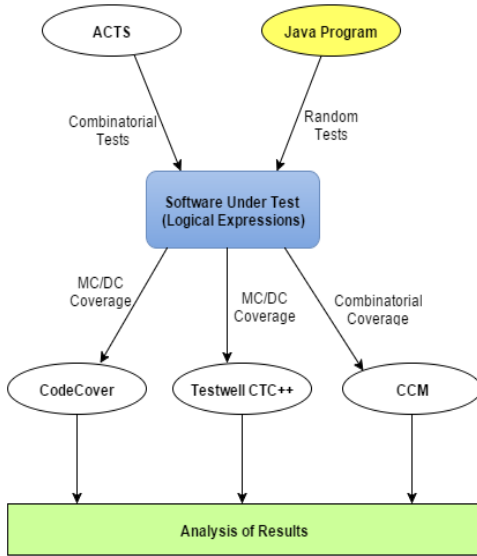 ACTS
Java Program
Combinatorial
Tests
Random
Tests
Software Under Test
(Logical Expressions)
MC/DC
Coverage
MC/DC
Coverage
Combinatorial
Coverage
CodeCover
Testwell CTC++
CCM
Analysis of Results